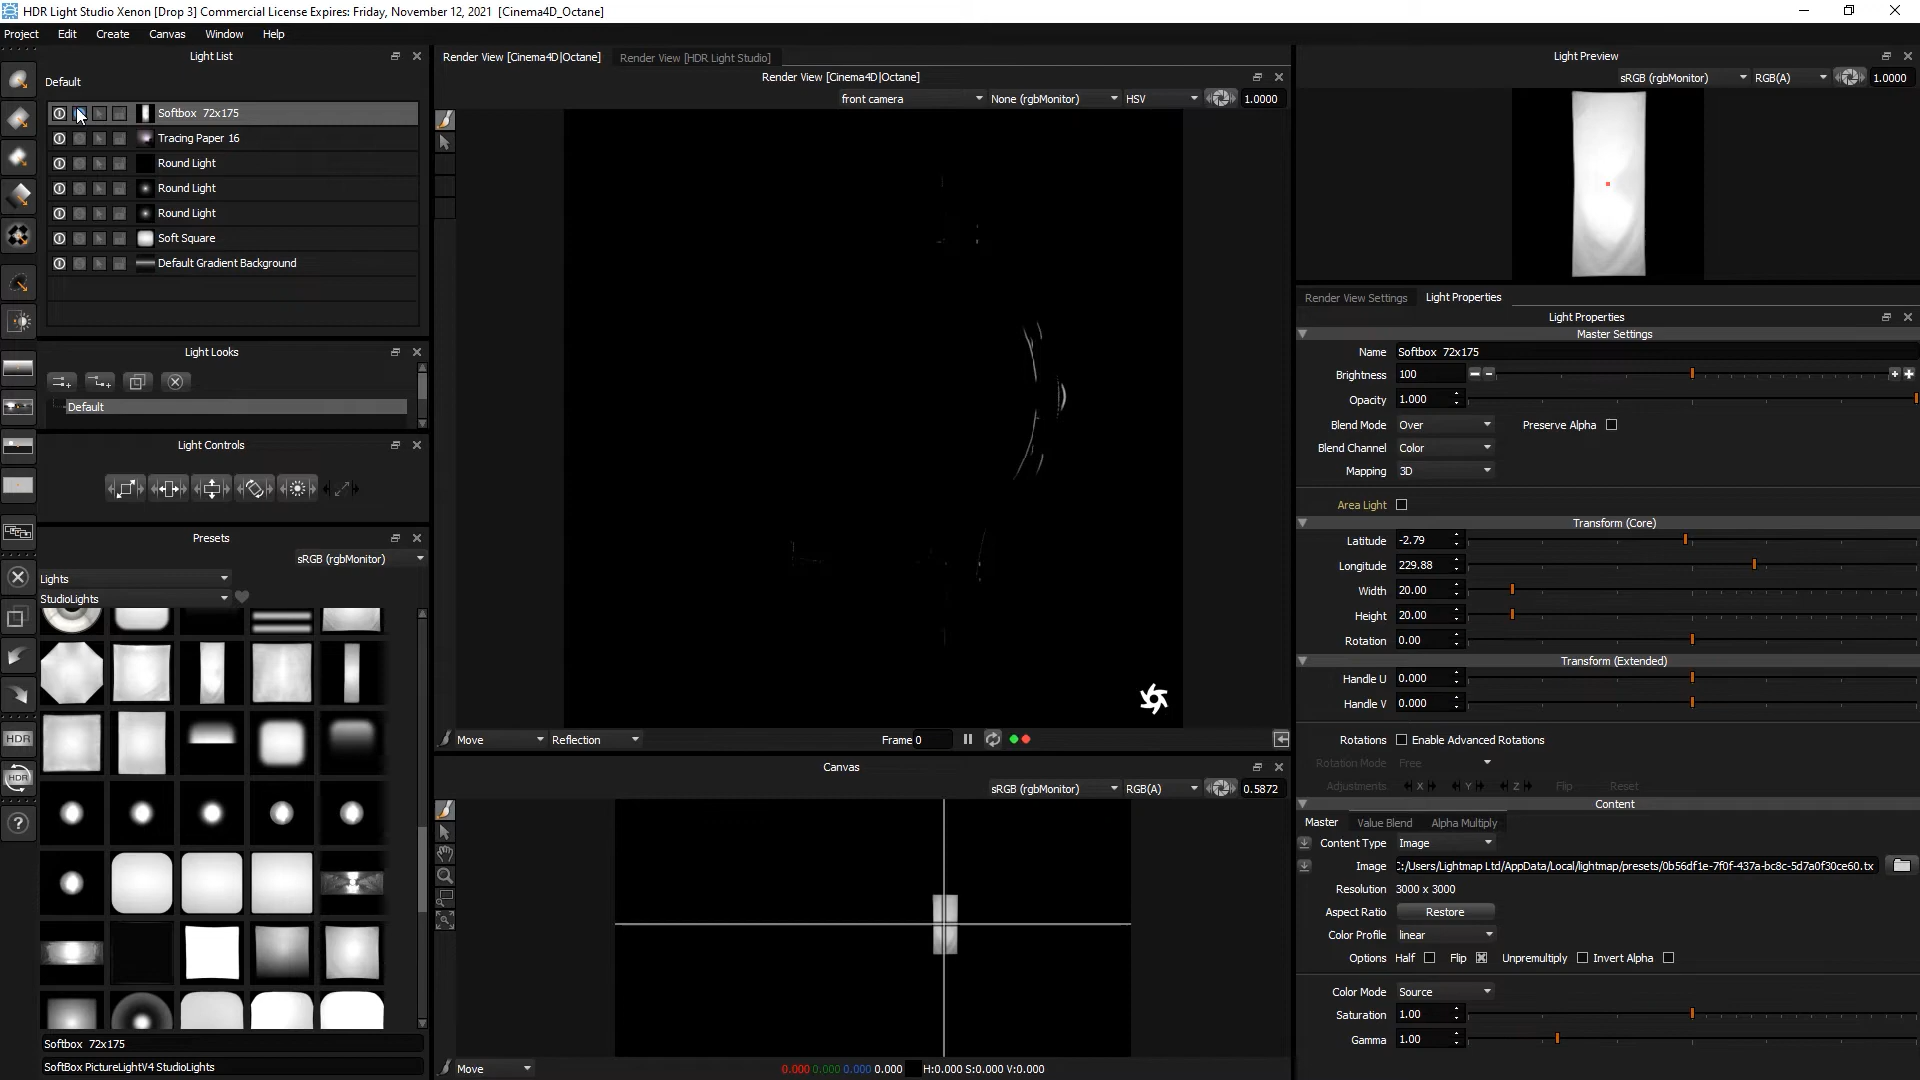 HDR Light Studio Xenon [Drop 3] Commercial License Expires: Friday, November 12, 2021 [Cinema4D_Octane]
Project Edit Create Canvas Window Help
Light List
Default
Softbox 72x175
Tracing Paper 16
Round Light
Round Light
Round Light
Soft Square
Default Gradient Background
Light Looks
Default
Light Controls
Presets
sRGB (rgbMonitor)
Lights
StudioLights
HDR
HDR
Softbox 72x175
SoftBox PictureLightV4 StudioLights
Render View [Cinema4D|Octane] Render View [HDR Light Studio]
Render View [Cinema4D|Octane]
front camera None (rgbMonitor) HSV 1.0000
Move Reflection Frame 0
Canvas
sRGB (rgbMonitor) RGB(A) 0.5872
Move 0.000 0.000 0.000 0.000 H:0.000 S:0.000 V:0.000
Light Preview
sRGB (rgbMonitor) RGB(A) 1.0000
Render View Settings Light Properties
Light Properties
Master Settings
Name Softbox 72x175
Brightness 100
Opacity 1.000
Blend Mode Over Preserve Alpha
Blend Channel Color
Mapping 3D
Area Light
Transform (Core)
Latitude -2.79
Longitude 229.88
Width 20.00
Height 20.00
Rotation 0.00
Transform (Extended)
Handle U 0.000
Handle V 0.000
Rotations Enable Advanced Rotations
Rotation Mode Free
Adjustments X Y Z Flip Reset
Content
Master Value Blend Alpha Multiply
Content Type Image
Image C:/Users/Lightmap Ltd/AppData/Local/lightmap/presets/0b56df1e-7f0f-437a-bc8c-5d7a0f30ce60.tx
Resolution 3000 x 3000
Aspect Ratio Restore
Color Profile linear
Options Half Flip Unpremultiply Invert Alpha
Color Mode Source
Saturation 1.00
Gamma 1.00